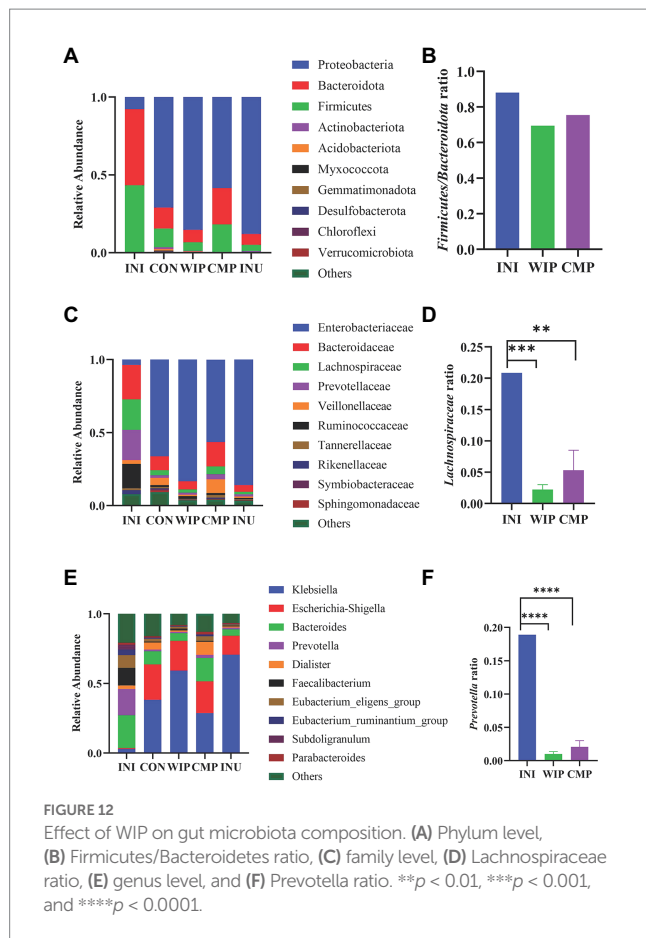 A
Relative Abundance
1.0
0.5
0.0
INI CON WIP CMP INU
Proteobacteria
Bacteroidota
Firmicutes
Actinobacteriota
Acidobacteriota
Myxococcota
Gemmatimonadota
Desulfobacterota
Chloroflexi
Verrucomicrobiota
Others
B
Firmicutes/Bacteroidota ratio
1.0
0.8
0.6
0.4
0.2
0.0
INI WIP CMP
C
Relative Abundance
1.0
0.5
0.0
INI CON WIP CMP INU
Enterobacteriaceae
Bacteroidaceae
Lachnospiraceae
Prevotellaceae
Veillonellaceae
Ruminococcaceae
Tannerellaceae
Rikenellaceae
Symbiobacteraceae
Sphingomonadaceae
Others
D
Lachnospiraceae ratio
0.25
0.20
0.15
0.10
0.05
0.00
**
***
INI WIP CMP
E
Relative Abundance
1.0
0.5
0.0
INI CON WIP CMP INU
Klebsiella
Escherichia-Shigella
Bacteroides
Prevotella
Dialister
Faecalibacterium
Eubacterium_eligens_group
Eubacterium_ruminantium_group
Subdoligranulum
Parabacteroides
Others
F
Prevotella ratio
0.20
0.15
0.10
0.05
0.00
****
****
INI WIP CMP
FIGURE 12
Effect of WIP on gut microbiota composition. (A) Phylum level,
(B) Firmicutes/Bacteroidetes ratio, (C) family level, (D) Lachnospiraceae
ratio, (E) genus level, and (F) Prevotella ratio. **p < 0.01, ***p < 0.001,
and ****p < 0.0001.